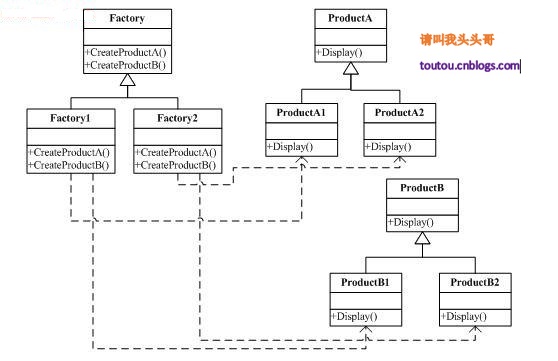 Factory
+CreateProductA()
+CreateProductB()
ProductA
+Display()
请叫我头头哥
toutou.cnblogs.com
Factory1
+CreateProductA()
+CreateProductB()
Factory2
+CreateProductA()
+CreateProductB()
ProductA1
+Display()
ProductA2
+Display()
ProductB
+Display()
ProductB1
+Display()
ProductB2
+Display()